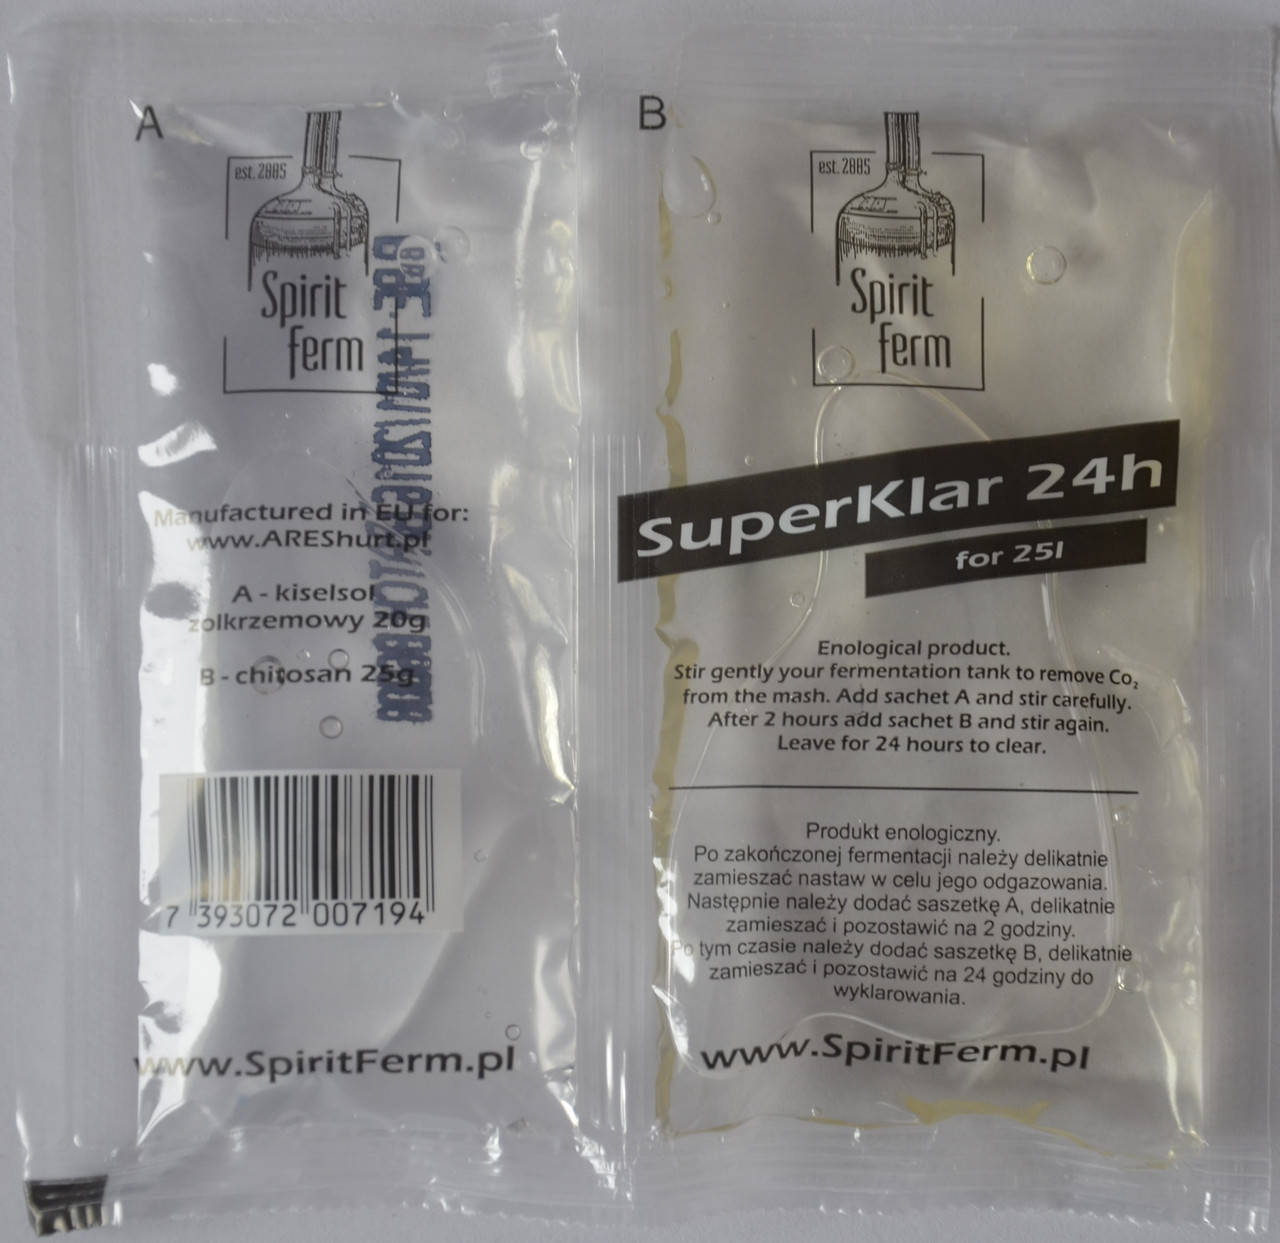 A
est. 2885
Spirit
ferm
Manufactured in EU for:
www.AREShurt.pl
A - kiselsol
zolkrzemowy 20g
B - chitosan 25g
7 393072 007194
www.SpiritFerm.pl
B
est. 2885
Spirit
ferm
SuperKlar 24h
for 25l
Enological product.
Stir gently your fermentation tank to remove Co₂
from the mash. Add sachet A and stir carefully.
After 2 hours add sachet B and stir again.
Leave for 24 hours to clear.
Produkt enologiczny.
Po zakończonej fermentacji należy delikatnie
zamieszać nastaw w celu jego odgazowania.
Następnie należy dodać saszetkę A, delikatnie
zamieszać i pozostawić na 2 godziny.
Po tym czasie należy dodać saszetkę B, delikatnie
zamieszać i pozostawić na 24 godziny do
wyklarowania.
www.SpiritFerm.pl